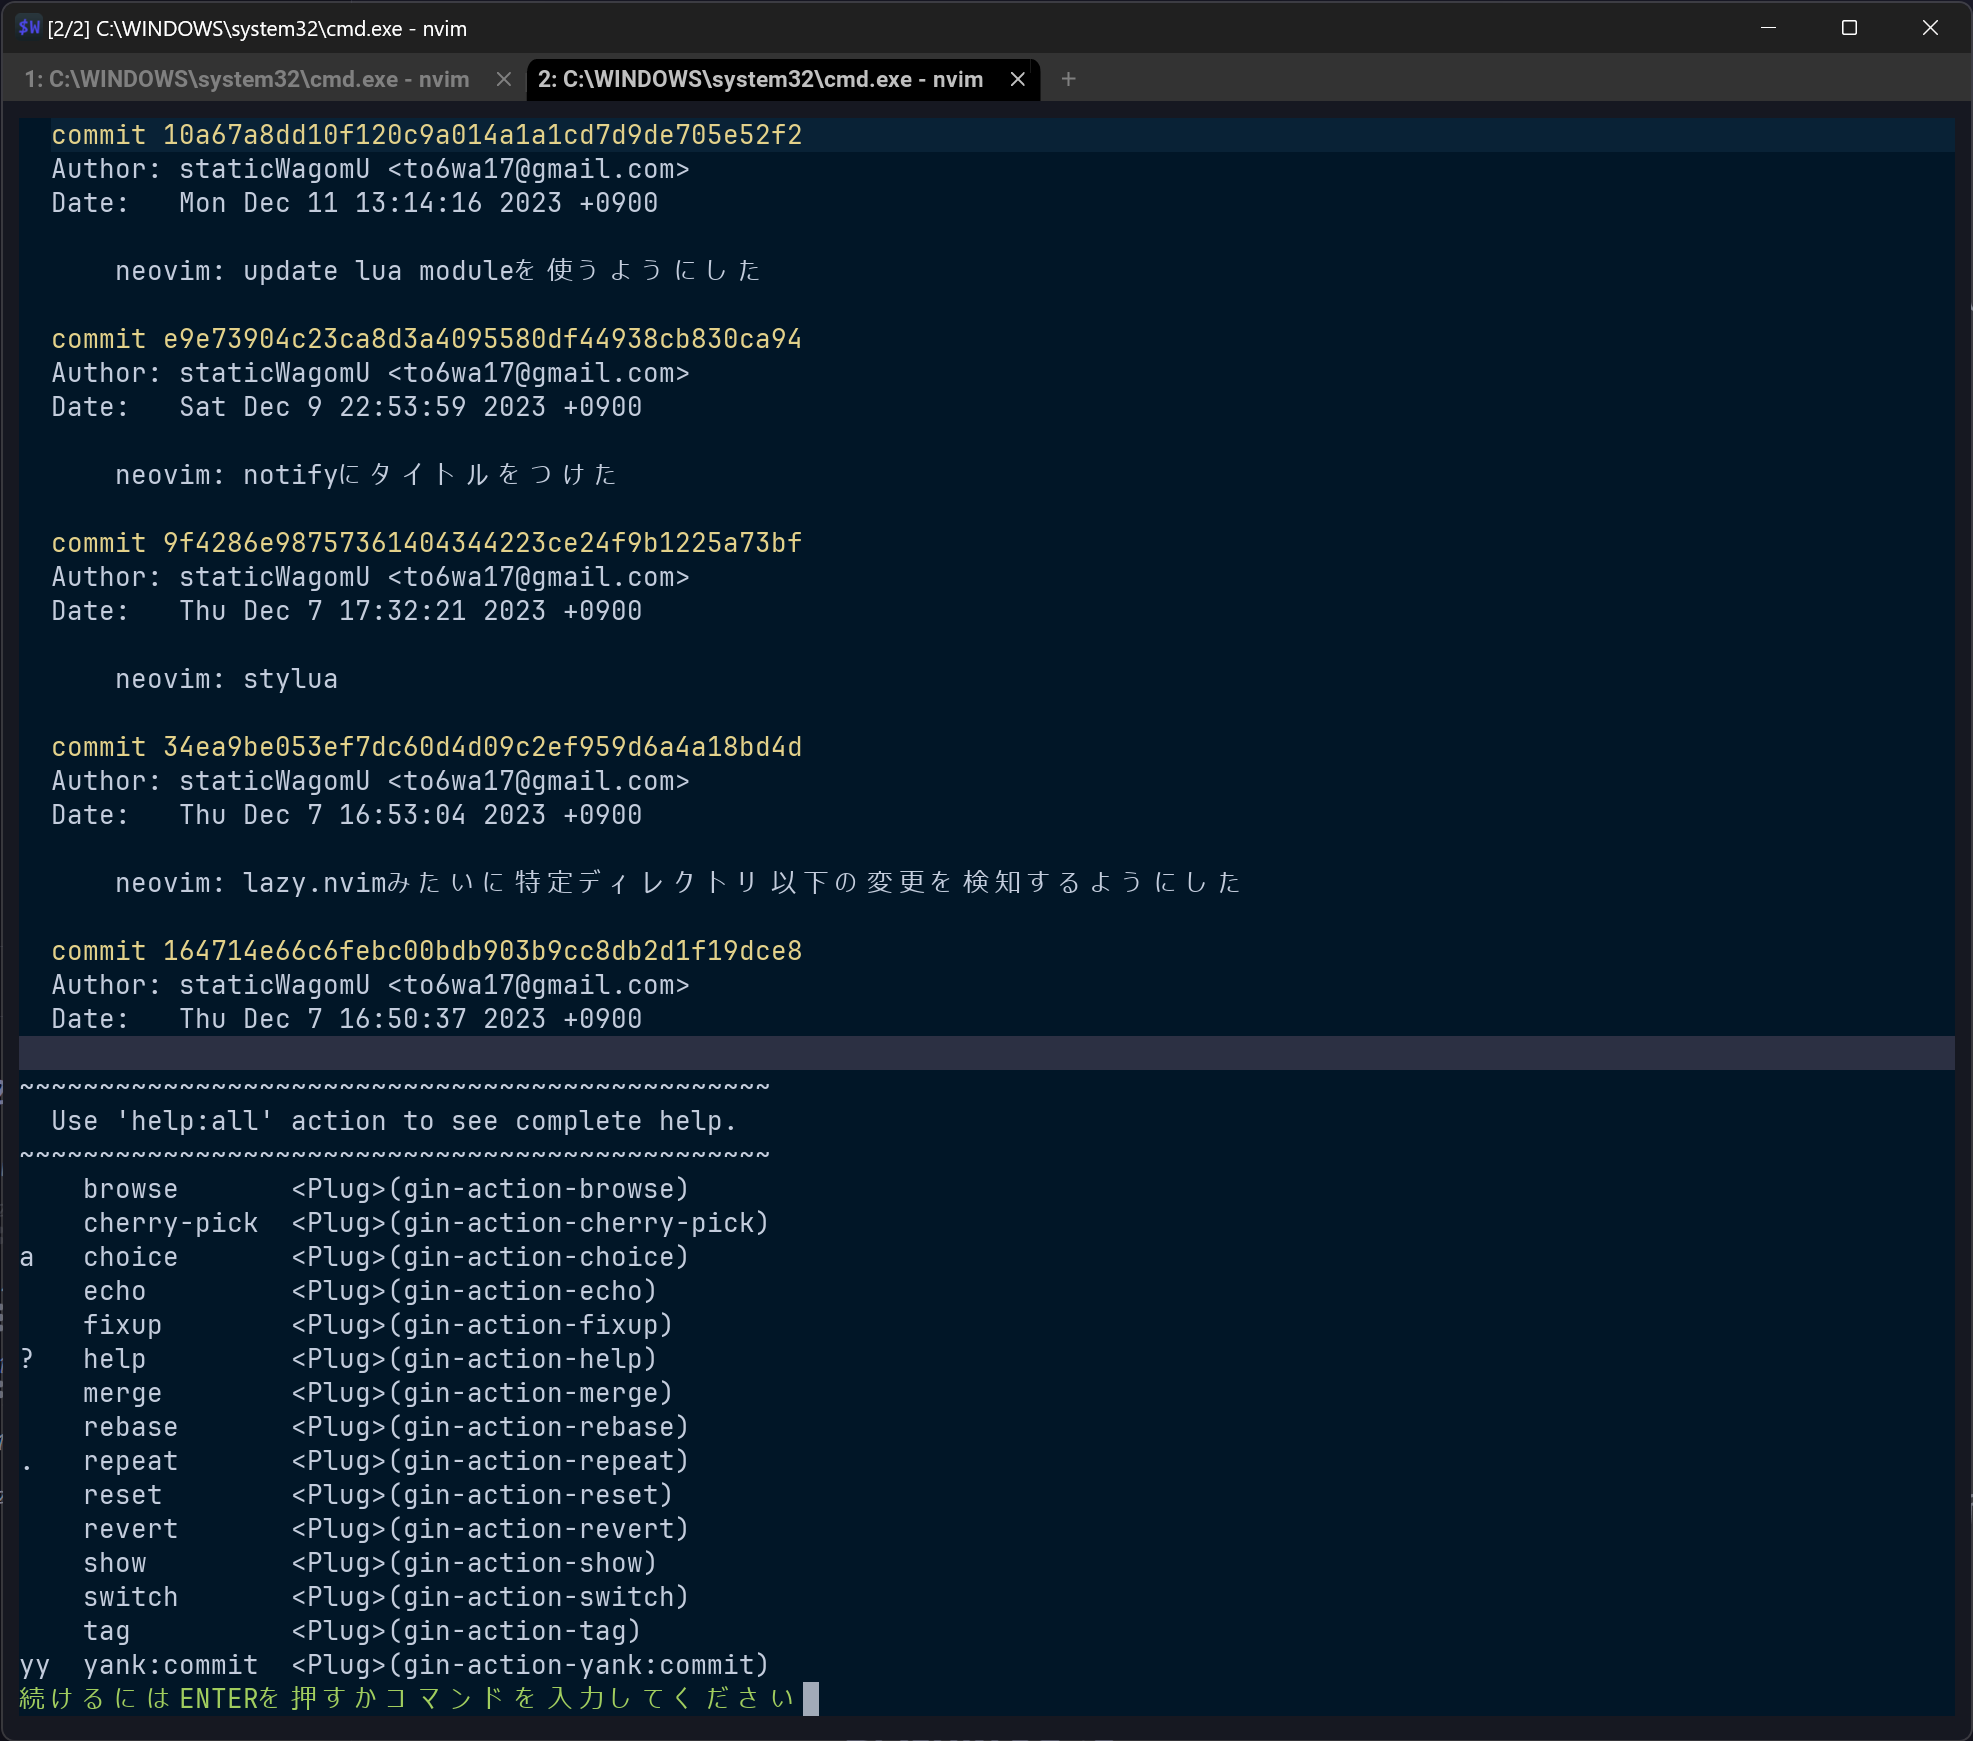 $W [2/2] C:\WINDOWS\system32\cmd.exe - nvim
1: C:\WINDOWS\system32\cmd.exe - nvim 2: C:\WINDOWS\system32\cmd.exe - nvim
commit 10a67a8dd10f120c9a014a1a1cd7d9de705e52f2
Author: staticWagomU <to6wa17@gmail.com>
Date:   Mon Dec 11 13:14:16 2023 +0900
neovim: update lua moduleを使うようにした
commit e9e73904c23ca8d3a4095580df44938cb830ca94
Author: staticWagomU <to6wa17@gmail.com>
Date:   Sat Dec 9 22:53:59 2023 +0900
neovim: notifyにタイトルをつけた
commit 9f4286e98757361404344223ce24f9b1225a73bf
Author: staticWagomU <to6wa17@gmail.com>
Date:   Thu Dec 7 17:32:21 2023 +0900
neovim: stylua
commit 34ea9be053ef7dc60d4d09c2ef959d6a4a18bd4d
Author: staticWagomU <to6wa17@gmail.com>
Date:   Thu Dec 7 16:53:04 2023 +0900
neovim: lazy.nvimみたいに特定ディレクトリ以下の変更を検知するようにした
commit 164714e66c6febc00bdb903b9cc8db2d1f19dce8
Author: staticWagomU <to6wa17@gmail.com>
Date:   Thu Dec 7 16:50:37 2023 +0900
~~~~~~~~~~~~~~~~~~~~~~~~~~~~~~~~~~~~~~~~~~~~~~~
Use 'help:all' action to see complete help.
~~~~~~~~~~~~~~~~~~~~~~~~~~~~~~~~~~~~~~~~~~~~~~~
    browse       <Plug>(gin-action-browse)
    cherry-pick  <Plug>(gin-action-cherry-pick)
a   choice       <Plug>(gin-action-choice)
    echo         <Plug>(gin-action-echo)
    fixup        <Plug>(gin-action-fixup)
?   help         <Plug>(gin-action-help)
    merge        <Plug>(gin-action-merge)
    rebase       <Plug>(gin-action-rebase)
.   repeat       <Plug>(gin-action-repeat)
    reset        <Plug>(gin-action-reset)
    revert       <Plug>(gin-action-revert)
    show         <Plug>(gin-action-show)
    switch       <Plug>(gin-action-switch)
    tag          <Plug>(gin-action-tag)
yy  yank:commit  <Plug>(gin-action-yank:commit)
続けるにはENTERを押すかコマンドを入力してください